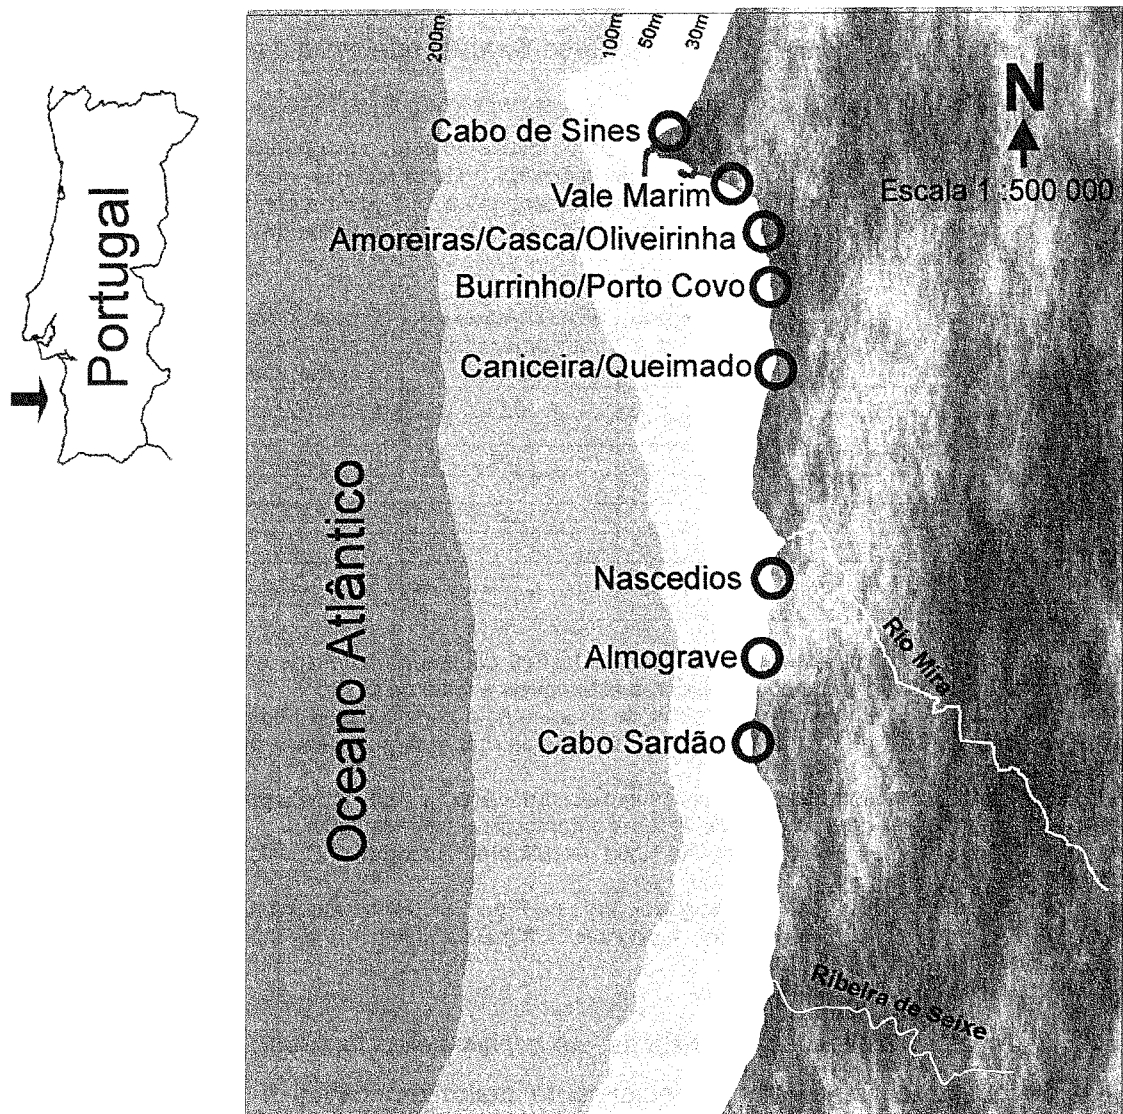 200m
100m
50m
30m
N
Cabo de Sines
Vale Marim
Escala 1 :500 000
Amoreiras/Casca/Oliveirinha
Burrinho/Porto Covo
Portugal
Caniceira/Queimado
Oceano Atlântico
Nascedios
Rio Mira
Almograve
Cabo Sardão
Ribeira de Seixe